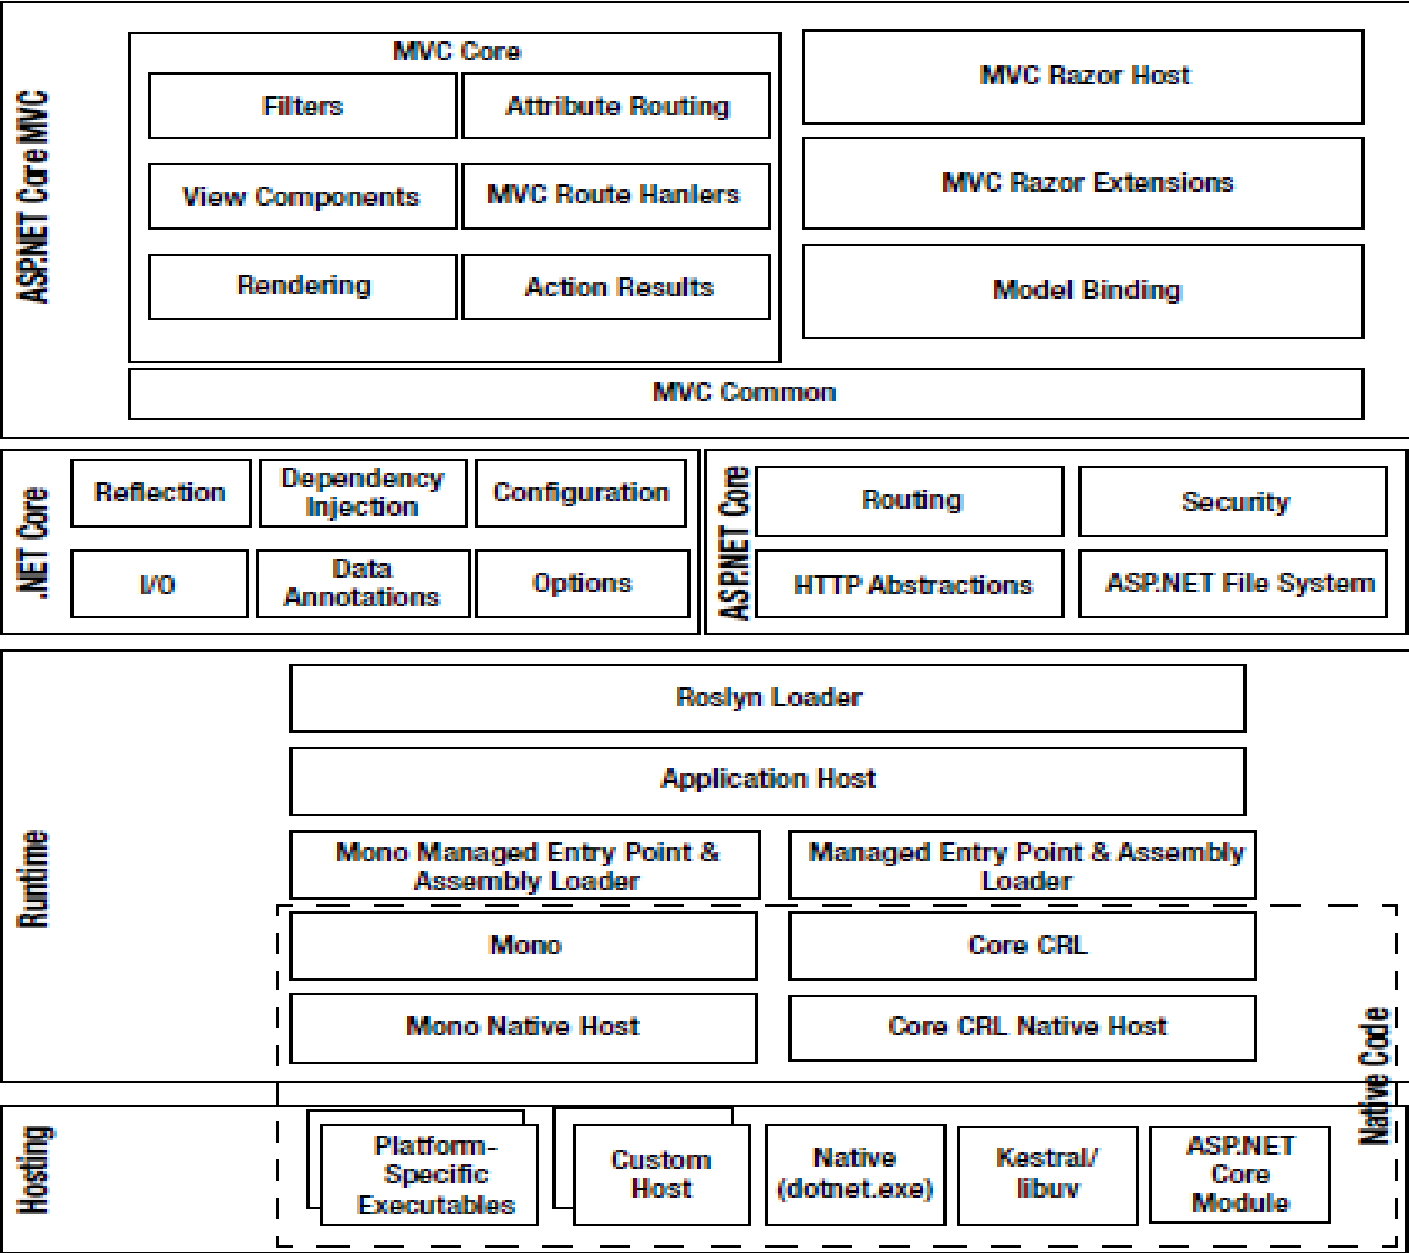 ASP.NET Core MVC
MVC Core
Filters
Attribute Routing
View Components
MVC Route Hanlers
Rendering
Action Results
MVC Razor Host
MVC Razor Extensions
Model Binding
MVC Common
.NET Core
Reflection
Dependency
Injection
Configuration
I/O
Data
Annotations
Options
ASP.NET Core
Routing
Security
HTTP Abstractions
ASP.NET File System
Runtime
Roslyn Loader
Application Host
Mono Managed Entry Point &
Assembly Loader
Managed Entry Point & Assembly
Loader
Mono
Core CRL
Mono Native Host
Core CRL Native Host
Native Code
Hosting
Platform-
Specific
Executables
Custom
Host
Native
(dotnet.exe)
Kestral/
libuv
ASP.NET
Core
Module